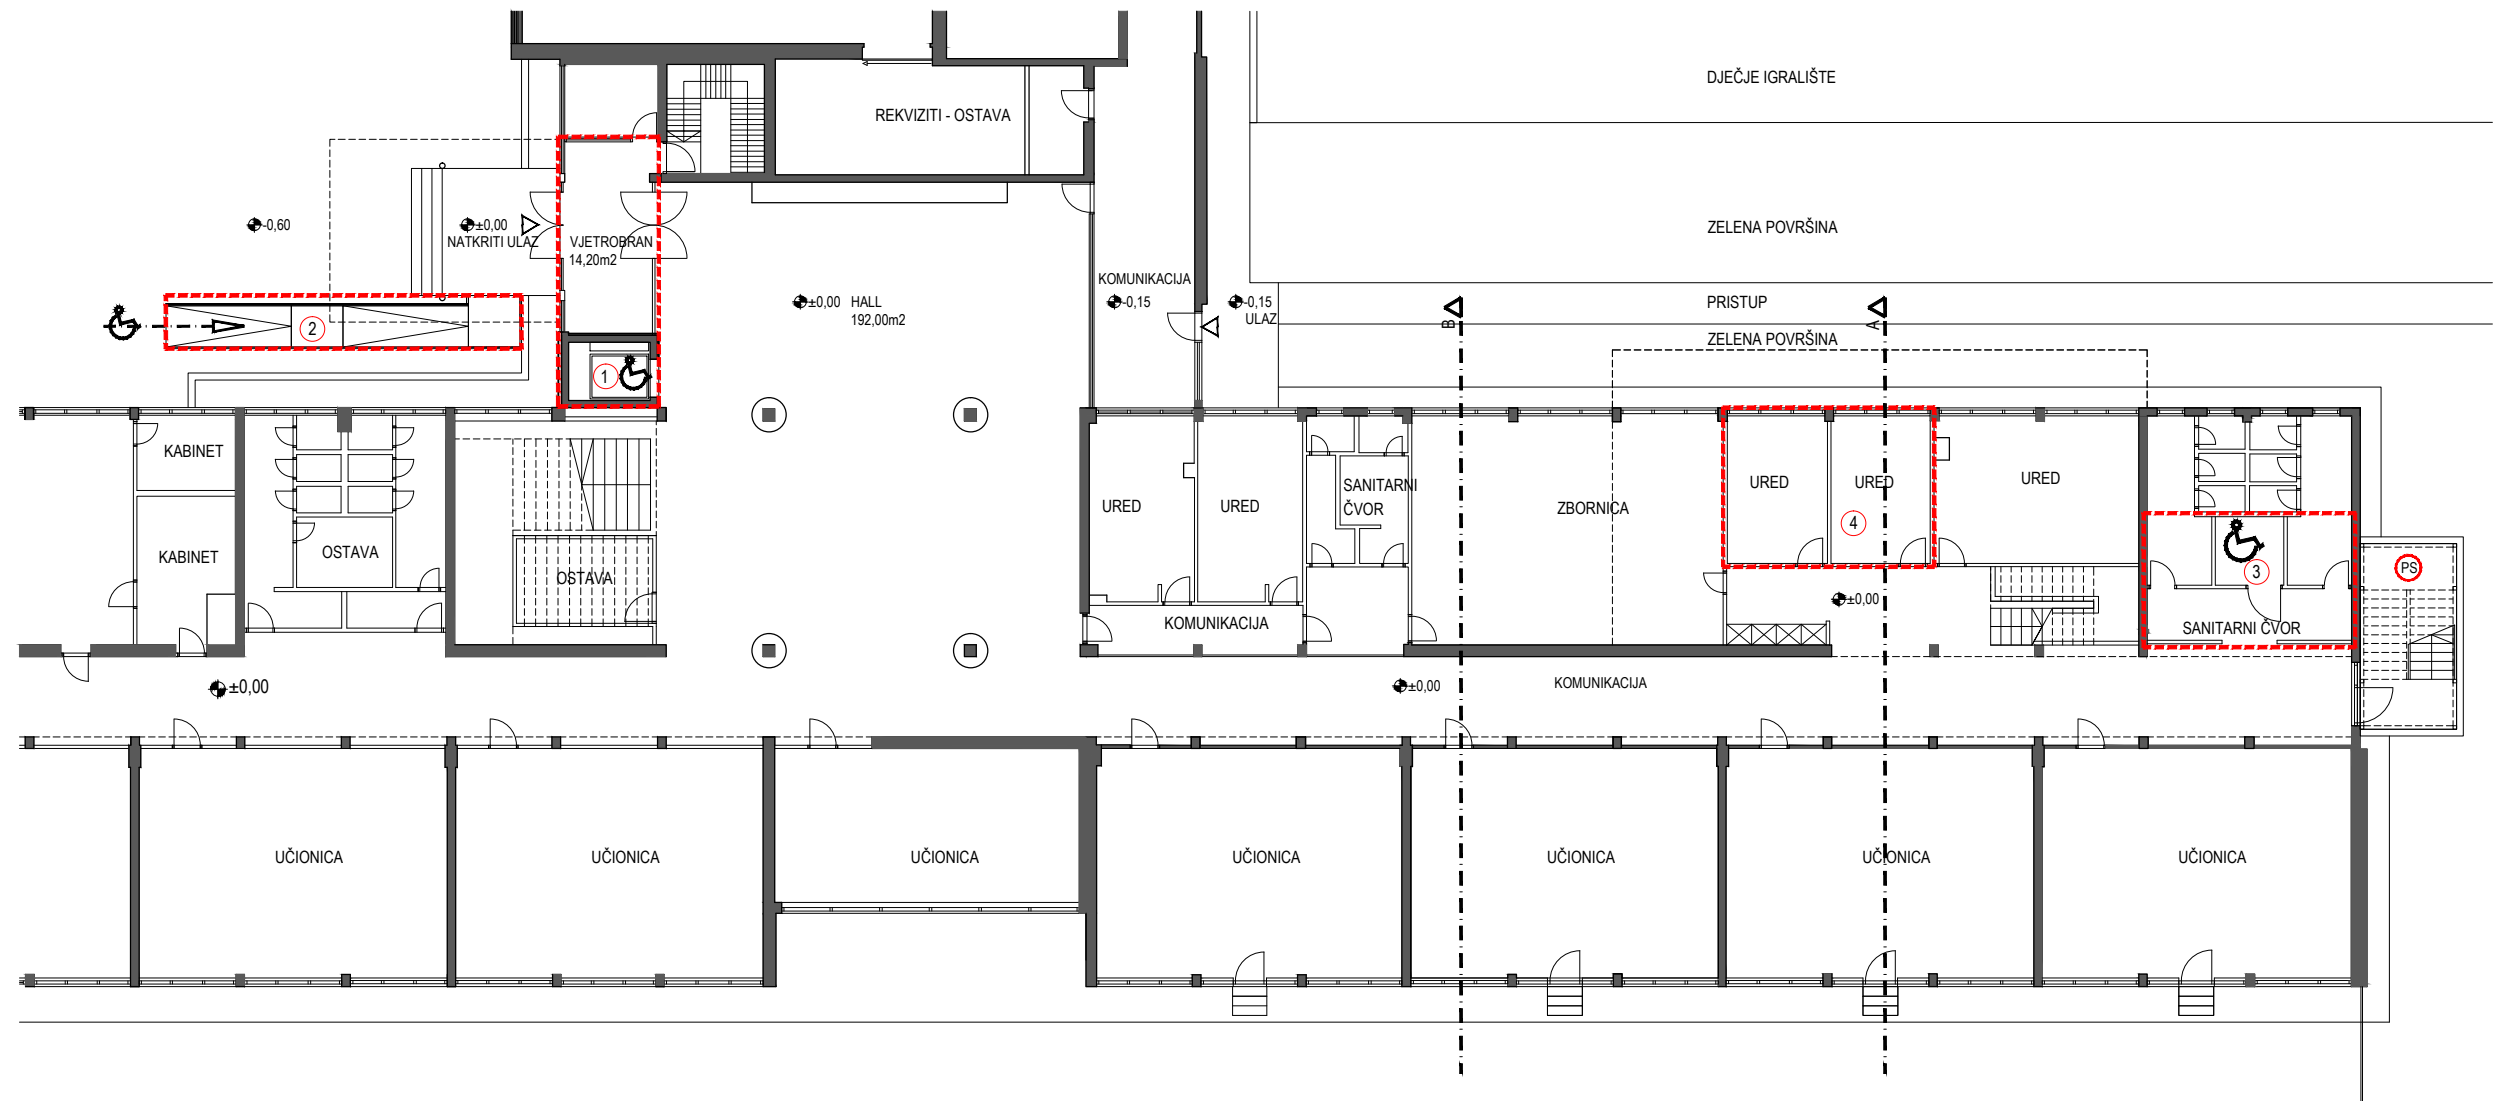 DJEČJE IGRALIŠTE
REKVIZITI - OSTAVA
-0,60
±0,00
NATKRITI ULAZ
VJETROBRAN
14,20m2
ZELENA POVRŠINA
KOMUNIKACIJA
-0,15
-0,15
ULAZ
±0,00 HALL
192,00m2
PRISTUP
B
A
ZELENA POVRŠINA
2
1
KABINET
KABINET
OSTAVA
OSTAVA
URED
URED
SANITARNI
ČVOR
ZBORNICA
URED
URED
4
URED
3
PS
±0,00
KOMUNIKACIJA
SANITARNI ČVOR
±0,00
±0,00
KOMUNIKACIJA
UČIONICA
UČIONICA
UČIONICA
UČIONICA
UČIONICA
UČIONICA
UČIONICA